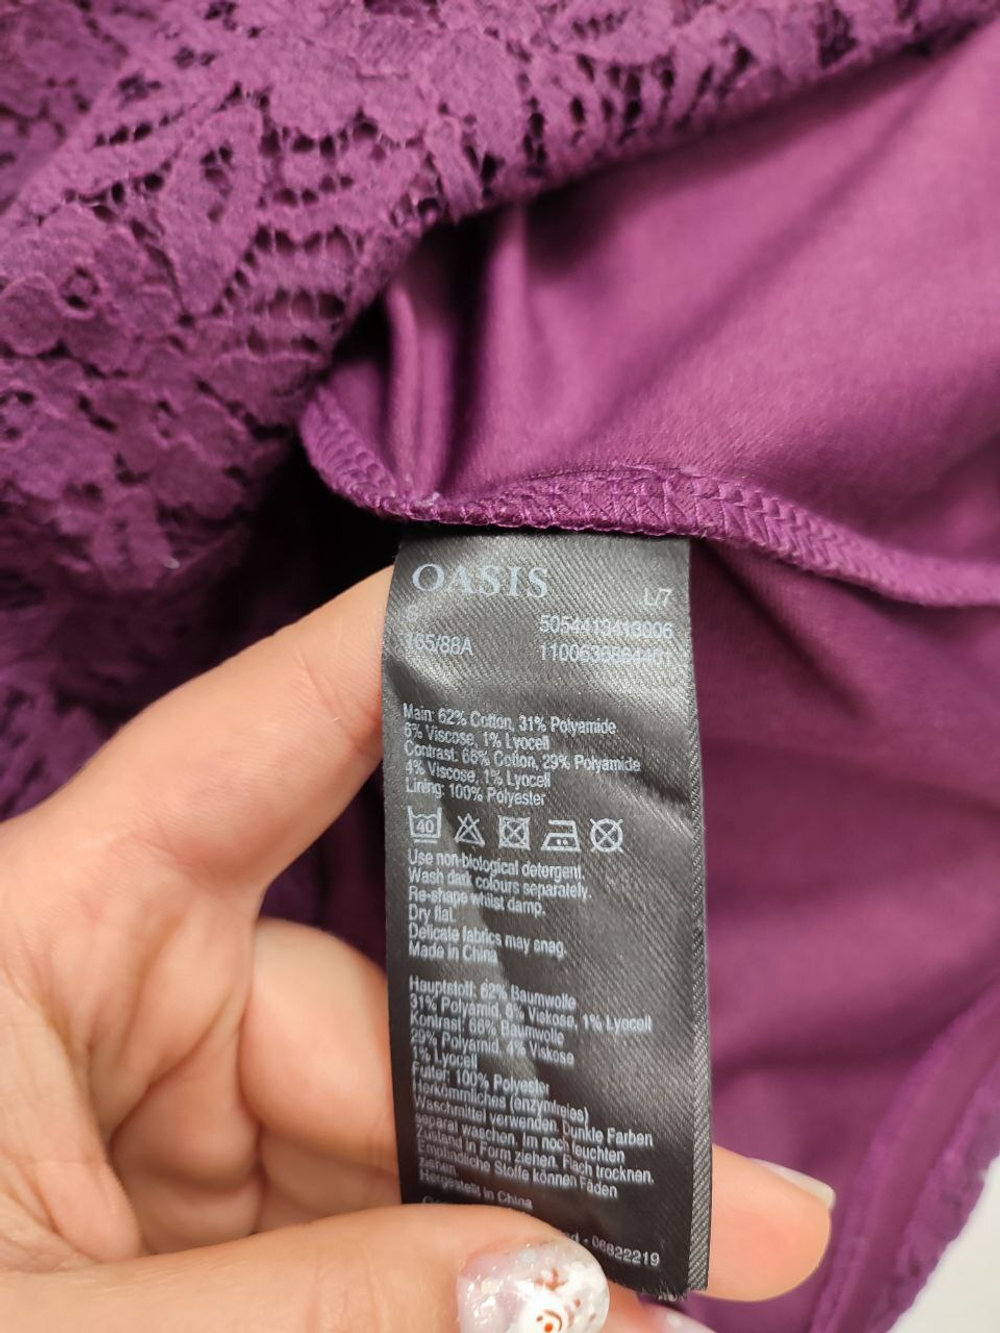 OASIS
L/7
8
5054413413006
165/88A
Main: 62% Cotton, 31% Polyamide
6% Viscose, 1% Lyocell
Contrast: 66% Cotton, 29% Polyamide
4% Viscose, 1% Lyocell
Lining: 100% Polyester
40
Use non-biological detergent.
Wash dark colours separately.
Re-shape whilst damp.
Dry flat.
Delicate fabrics may snag.
Made in China
Hauptstoff: 62% Baumwolle
31% Polyamid, 6% Viskose, 1% Lyocell
Kontrast: 66% Baumwolle
29% Polyamid, 4% Viskose
1% Lyocell
Futter: 100% Polyester
Herkömmliches (enzymfreies)
Waschmittel verwenden. Dunkle Farben
separat waschen. Im noch feuchten
Zustand in Form ziehen. Flach trocknen.
Empfindliche Stoffe können Fäden
ziehen.
Hergestellt in China
- 06822219